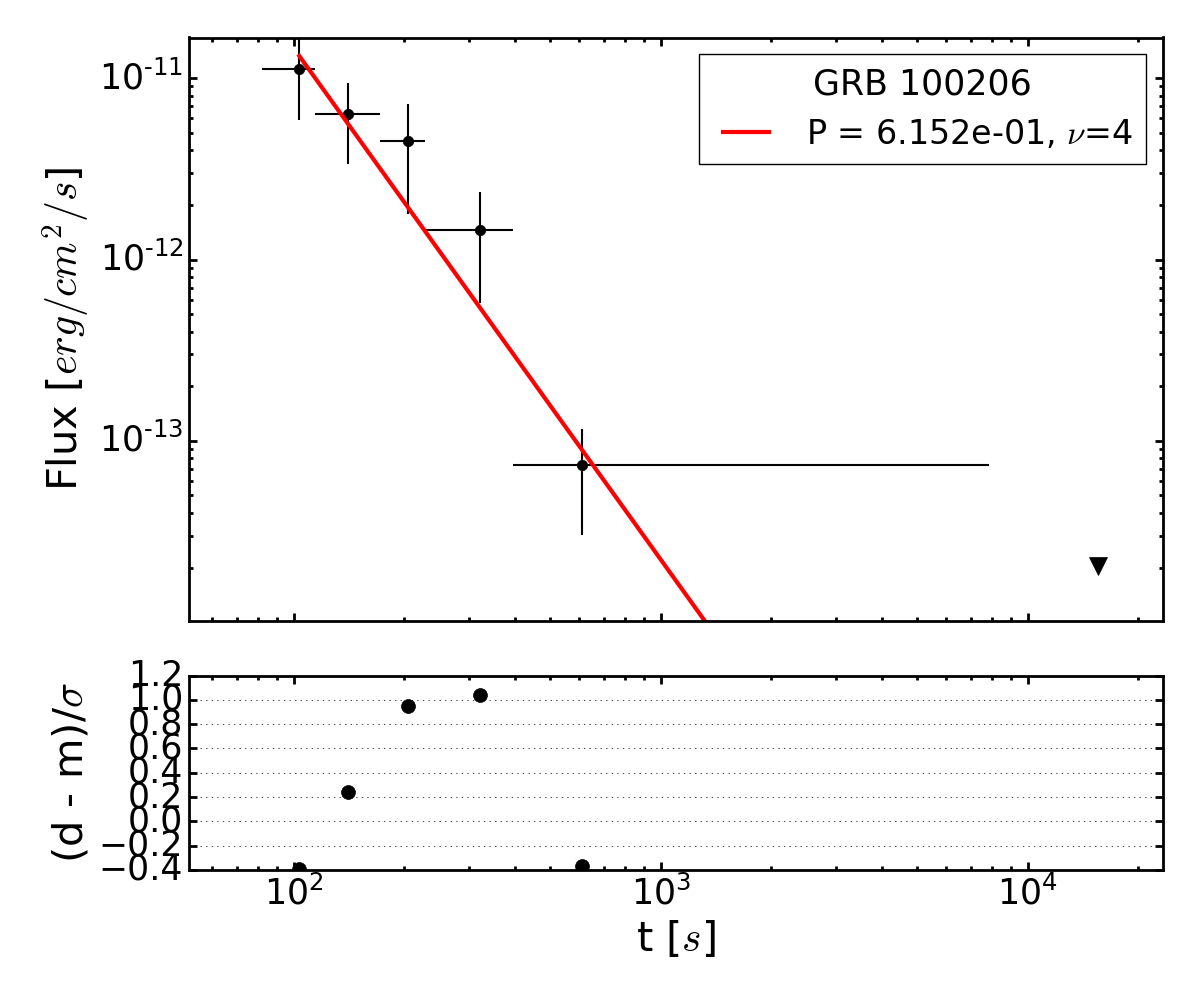 GRB 100206
P = 6.152e-01, ν=4
10^-11
10^-12
10^-13
Flux [erg/cm^2/s]
1.2
1.0
0.8
0.6
0.4
0.2
0.0
−0.2
−0.4
(d - m)/σ
10^2 10^3 10^4
t [s]